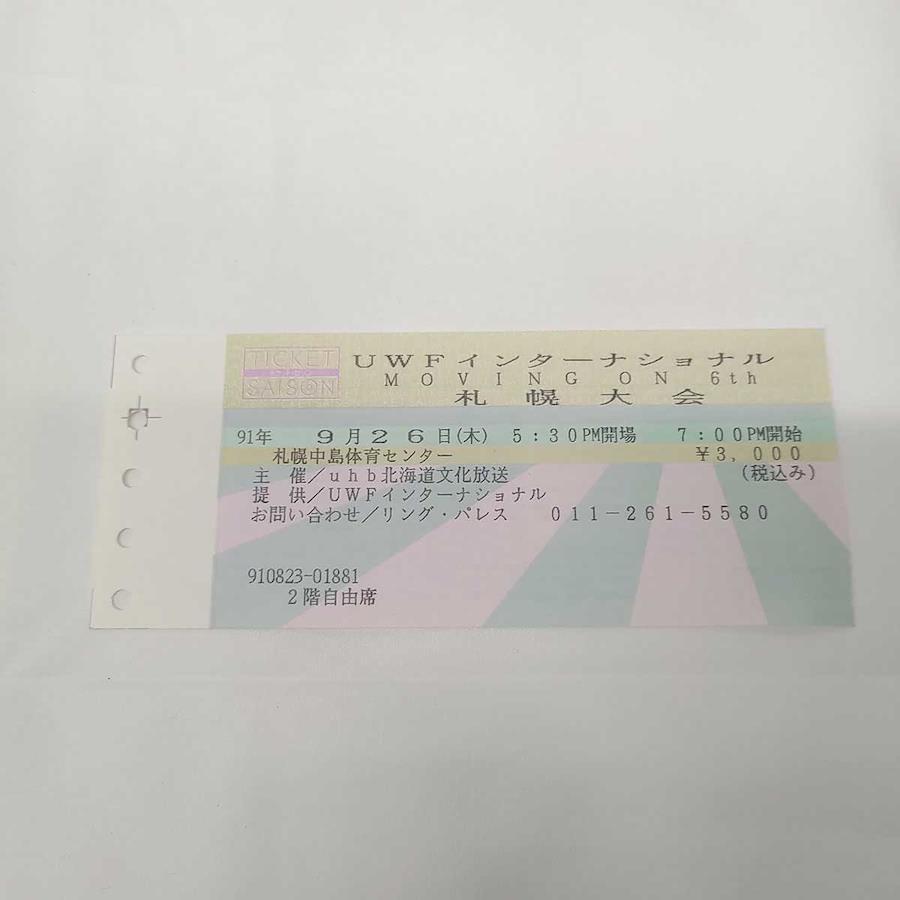 TICKET
SAISON
UWFインターナショナル
MOVING ON 6th
札幌大会
91年 9月26日(木) 5:30PM開場 7:00PM開始
札幌中島体育センター ¥3,000
主 催/uhb北海道文化放送 (税込み)
提 供/UWFインターナショナル
お問い合わせ/リング・パレス 011-261-5580
910823-01881
2階自由席